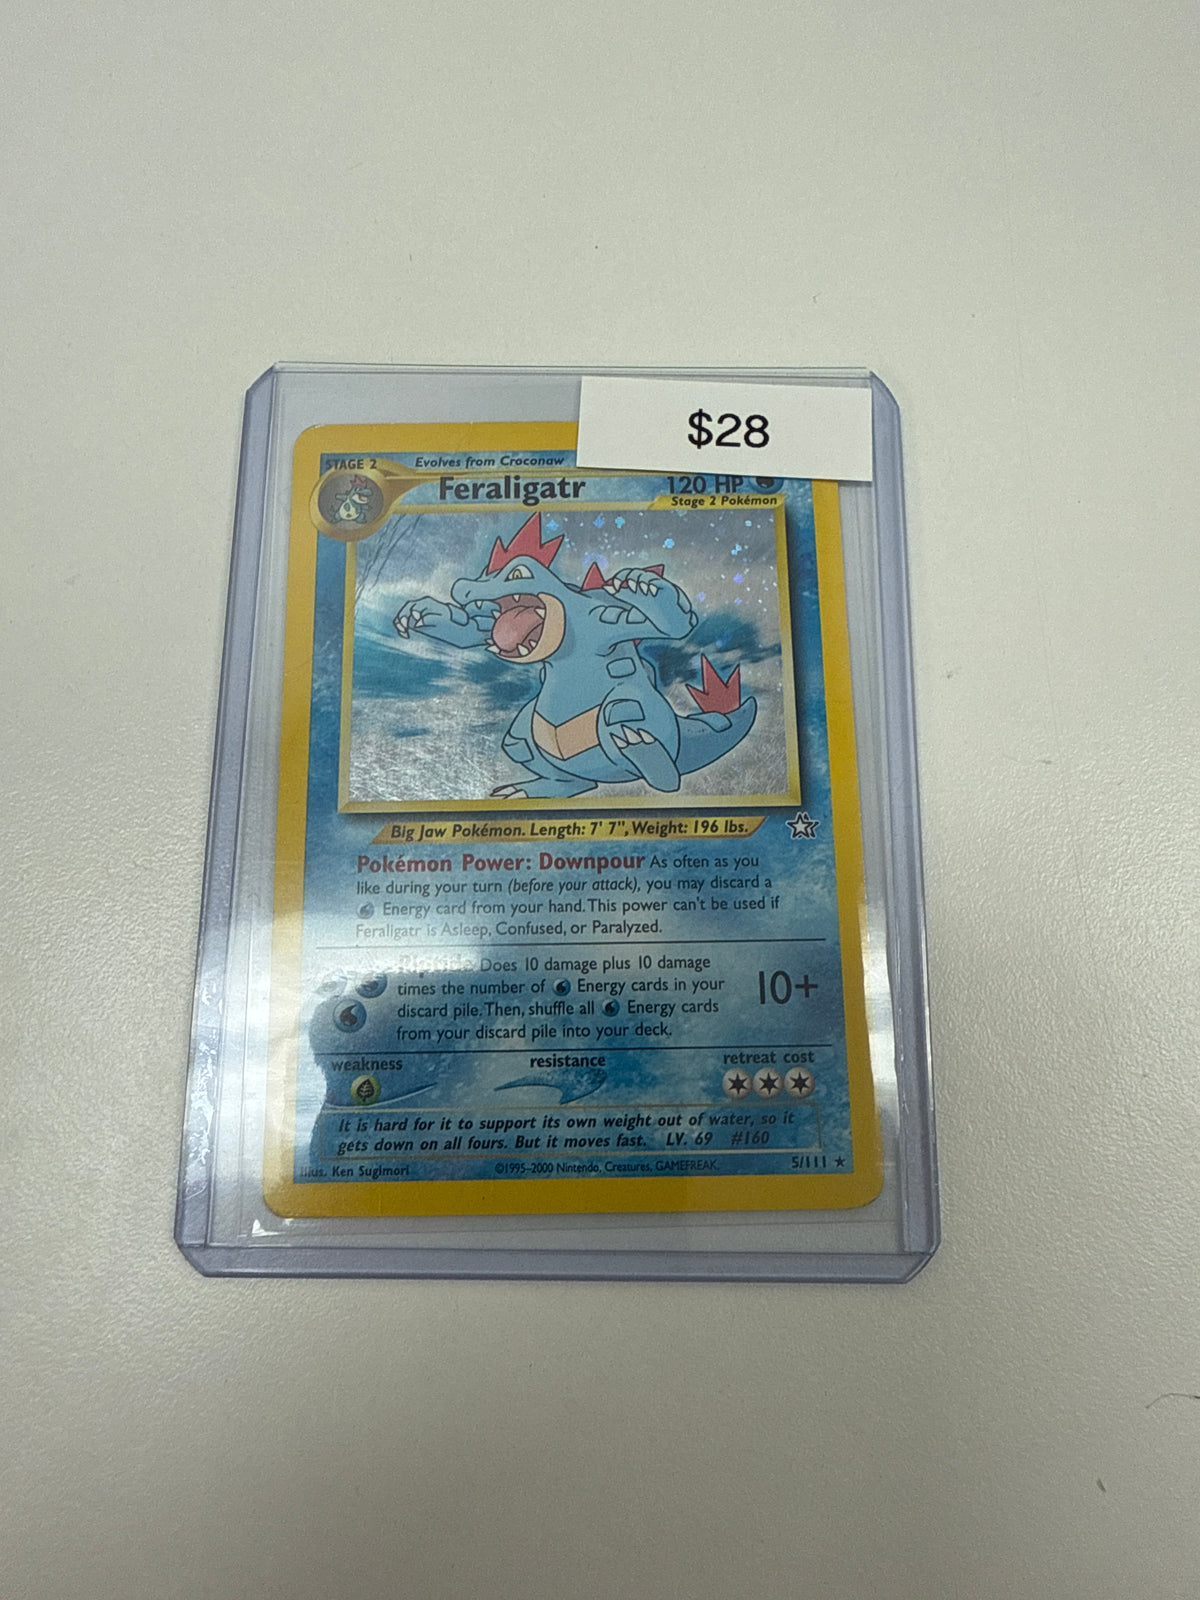 $28
STAGE 2
Evolves from Croconaw
Feraligatr
120 HP
Stage 2 Pokémon
Big Jaw Pokémon. Length: 7' 7", Weight: 196 lbs.
Pokémon Power: Downpour As often as you
like during your turn (before your attack), you may discard a
Energy card from your hand. This power can't be used if
Feraligatr is Asleep, Confused, or Paralyzed.
Does 10 damage plus 10 damage
times the number of Energy cards in your
discard pile. Then, shuffle all Energy cards
from your discard pile into your deck.
10+
weakness
resistance
retreat cost
It is hard for it to support its own weight out of water, so it
gets down on all fours. But it moves fast. LV. 69 #160
Illus. Ken Sugimori
©1995-2000 Nintendo, Creatures, GAMEFREAK.
5/111